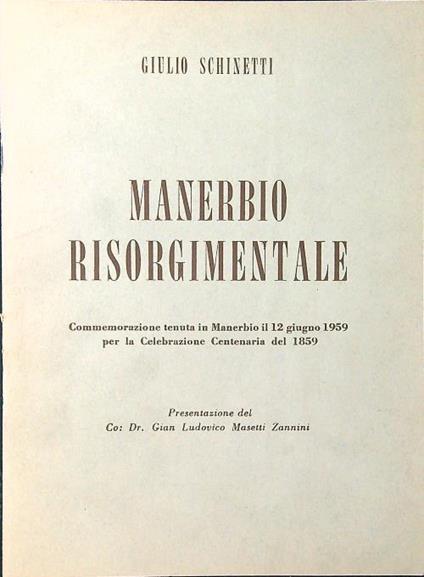 GIULIO SCHINETTI
MANERBIO
RISORGIMENTALE
Commemorazione tenuta in Manerbio il 12 giugno 1959
per la Celebrazione Centenaria del 1859
Presentazione del
Co: Dr. Gian Ludovico Masetti Zannini